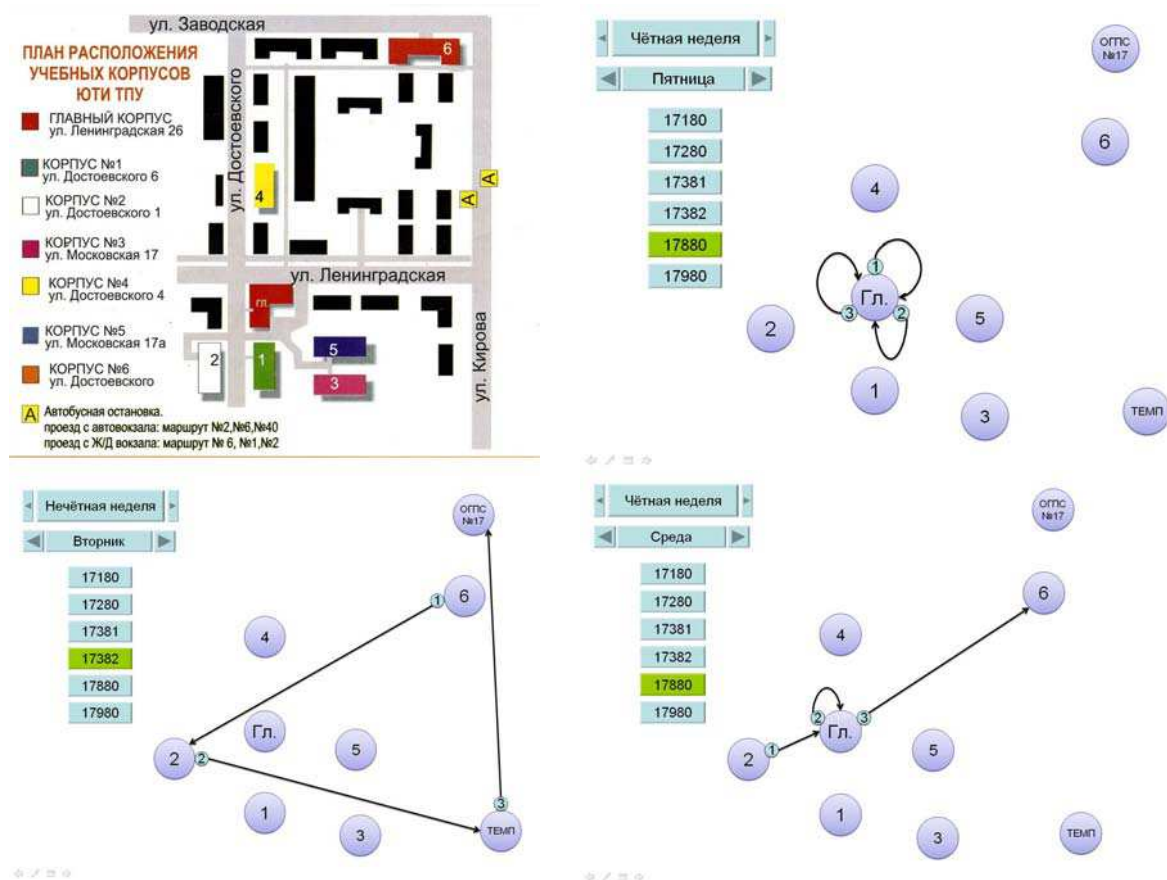 ул. Заводская
ПЛАН РАСПОЛОЖЕНИЯ
УЧЕБНЫХ КОРПУСОВ
ЮТИ ТПУ
ГЛАВНЫЙ КОРПУС
ул. Ленинградская 26
КОРПУС №1
ул. Достоевского 6
КОРПУС №2
ул. Достоевского 1
КОРПУС №3
ул. Московская 17
КОРПУС №4
ул. Достоевского 4
КОРПУС №5
ул. Московская 17а
КОРПУС №6
ул. Достоевского
А Автобусная остановка.
проезд с автовокзала: маршрут №2,№6,№40
проезд с Ж/Д вокзала: маршрут № 6, №1,№2
ул. Достоевского
6
4
А
А
ул. Ленинградская
гл.
2
1
5
3
ул. Кирова
Чётная неделя
Пятница
17180
17280
17381
17382
17880
17980
ОГПС
№17
6
4
1
Гл.
3
2
2
5
1
3
ТЕМП
Нечётная неделя
Вторник
17180
17280
17381
17382
17880
17980
ОГПС
№17
1
6
4
Гл.
2
2
5
3
1
3
ТЕМП
Чётная неделя
Среда
17180
17280
17381
17382
17880
17980
ОГПС
№17
6
4
2
Гл.
3
2
1
5
1
3
ТЕМП